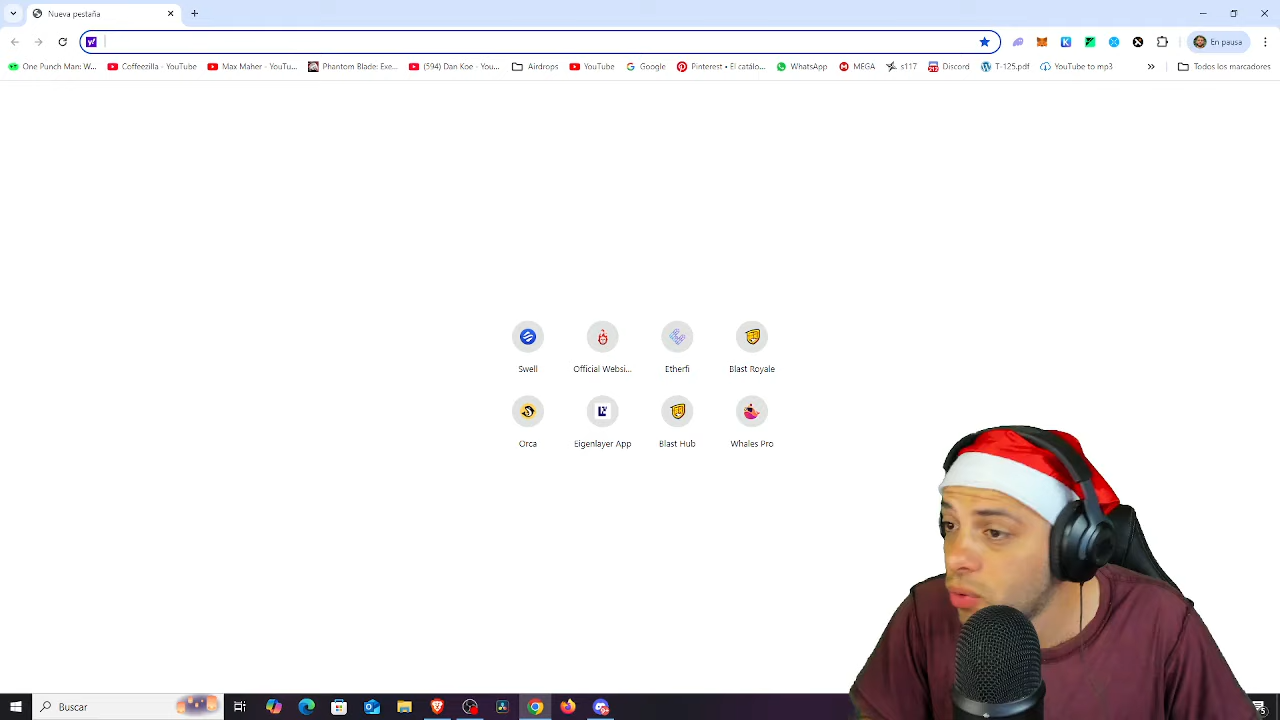 Nueva pestaña
y!
En pausa
One Punch Man: W...
Coffeezilla - YouTube
Max Maher - YouTu...
Phantom Blade: Exe...
(594) Dan Koe - You...
Airdrops
YouTube
Google
Pinterest • El catálo...
WhatsApp
MEGA
s117
Discord
T-125.pdf
YouTube to mp3
»
Todos los marcadores
Swell
Official Websi...
Etherfi
Blast Royale
Orca
Eigenlayer App
Blast Hub
Whales Pro
Buscar